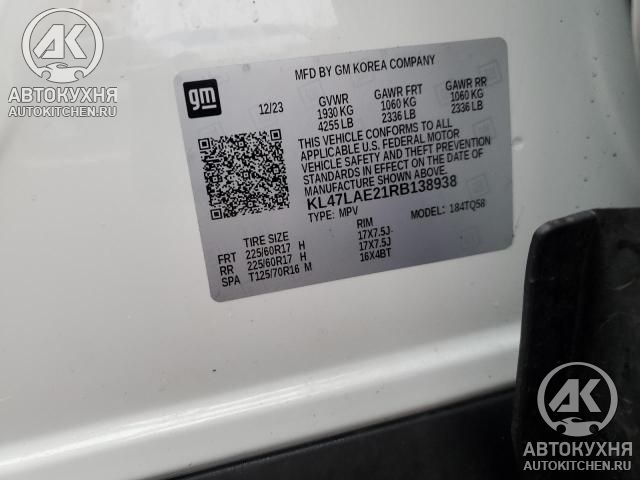 AK
АВТОКУХНЯ
AUTOKITCHEN.RU
gm
MFD BY GM KOREA COMPANY
12/23
GVWR GAWR FRT GAWR RR
1930 KG 1060 KG 1060 KG
4255 LB 2336 LB 2336 LB
THIS VEHICLE CONFORMS TO ALL
APPLICABLE U.S. FEDERAL MOTOR
VEHICLE SAFETY AND THEFT PREVENTION
STANDARDS IN EFFECT ON THE DATE OF
MANUFACTURE SHOWN ABOVE.
KL47LAE21RB138938
TYPE: MPV MODEL: 184TQ58
TIRE SIZE RIM
FRT 225/60R17 H 17X7.5J
RR 225/60R17 H 17X7.5J
SPA T125/70R16 M 16X4BT
AK
АВТОКУХНЯ
AUTOKITCHEN.RU